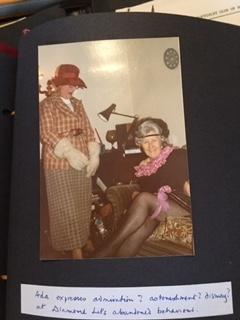 Ada expresses admiration? astonishment? dismay?
at Diamond Lil's abandoned behaviour.